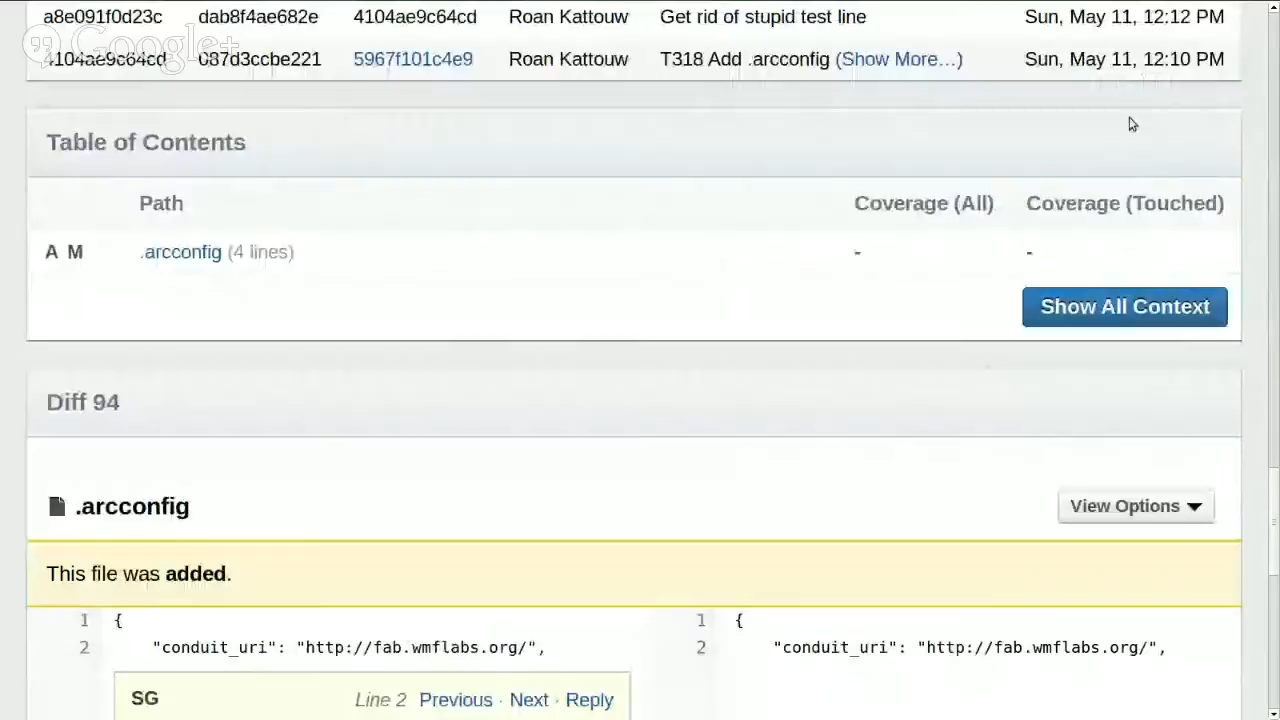 a8e091f0d23c dab8f4ae682e 4104ae9c64cd Roan Kattouw Get rid of stupid test line Sun, May 11, 12:12 PM
Google+
4104ae9c64cd 087d3ccbe221 5967f101c4e9 Roan Kattouw T318 Add .arcconfig (Show More…) Sun, May 11, 12:10 PM
Table of Contents
Path Coverage (All) Coverage (Touched)
A M .arcconfig (4 lines) - -
Show All Context
Diff 94
.arcconfig View Options
This file was added.
1 { 1 {
2 "conduit_uri": "http://fab.wmflabs.org/", 2 "conduit_uri": "http://fab.wmflabs.org/",
SG Line 2 Previous · Next · Reply